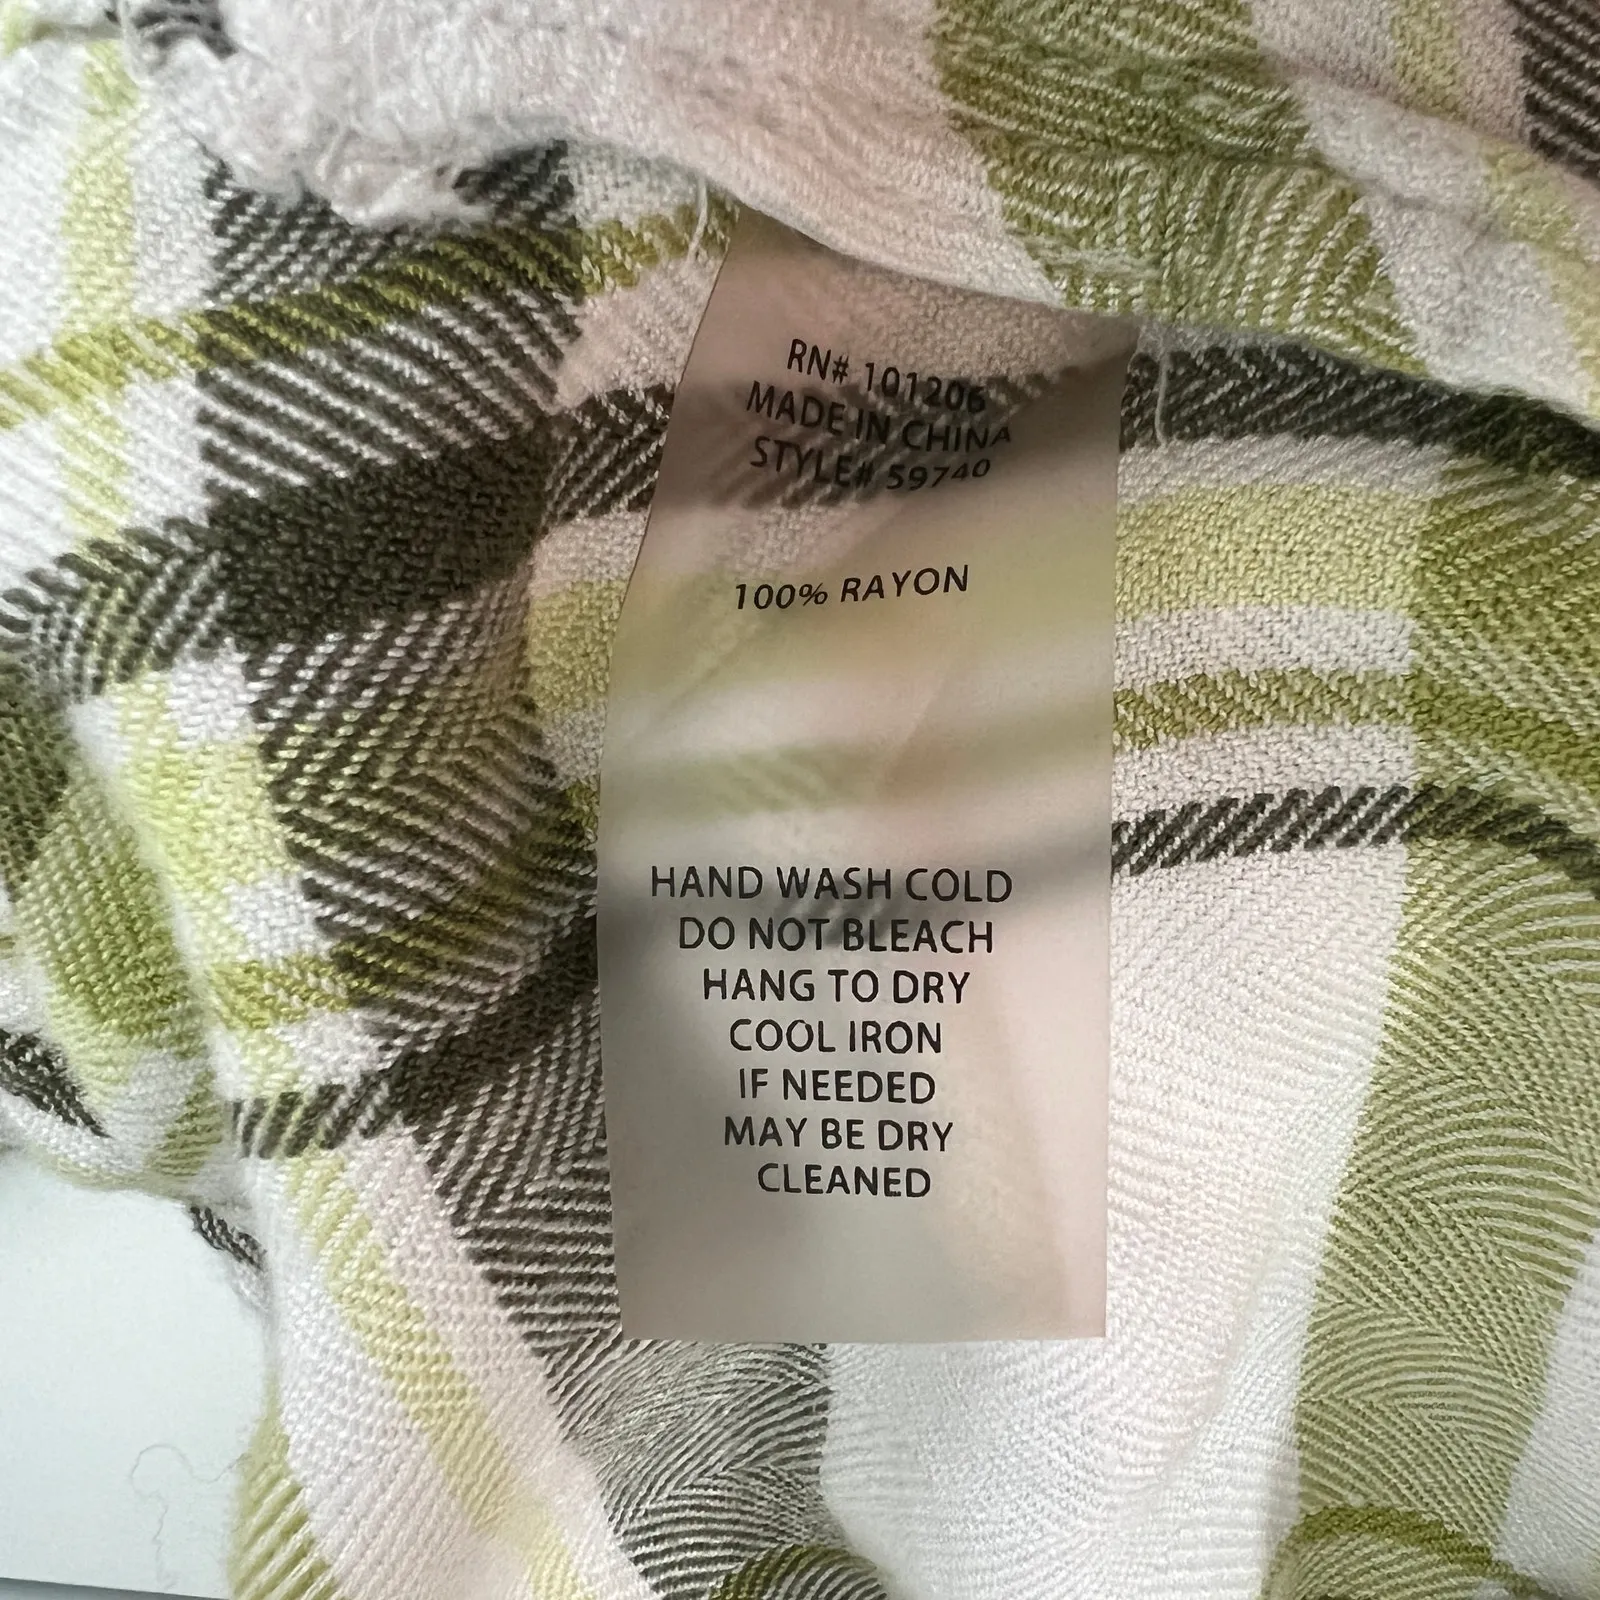 RN# 101206
MADE IN CHINA
STYLE# 59740
100% RAYON
HAND WASH COLD
DO NOT BLEACH
HANG TO DRY
COOL IRON
IF NEEDED
MAY BE DRY
CLEANED